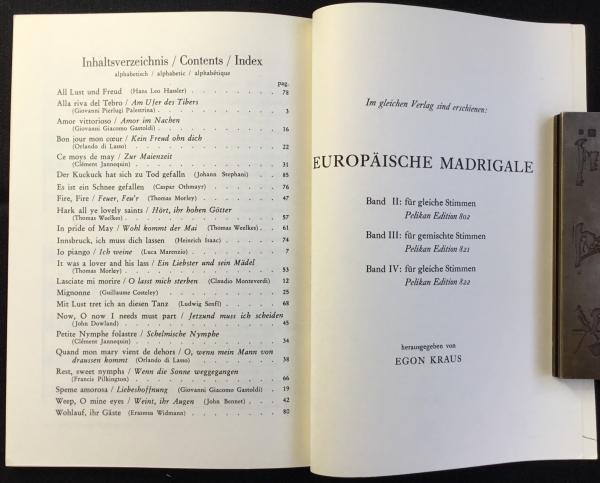 Inhaltsverzeichnis / Contents / Index
alphabetisch / alphabetic / alphabétique
pag.
All Lust und Freud (Hans Leo Hassler) . . . . . . . 78
Alla riva del Tebro / Am Ufer des Tibers
(Giovanni Pierluigi Palestrina) . . . . . . . 3
Amor vittorioso / Amor im Nachen
(Giovanni Giacomo Gastoldi) . . . . . . . 16
Bon jour mon cœur / Kein Freud ohn dich
(Orlando di Lasso) . . . . . . . 22
Ce moys de may / Zur Maienzeit
(Clément Jannequin) . . . . . . . 31
Der Kuckuck hat sich zu Tod gefalln (Johann Stephani) . . . 85
Es ist ein Schnee gefallen (Caspar Othmayr) . . . . . 76
Fire, Fire / Feuer, Feu'r (Thomas Morley) . . . . . 47
Hark all ye lovely saints / Hört, ihr hohen Götter
(Thomas Weelkes) . . . . . . . 57
In pride of May / Wohl kommt der Mai (Thomas Weelkes) . . 61
Innsbruck, ich muss dich lassen (Heinrich Isaac) . . . . 74
Io piango / Ich weine (Luca Marenzio) . . . . . . 7
It was a lover and his lass / Ein Liebster und sein Mädel
(Thomas Morley) . . . . . . . 53
Lasciate mi morire / O lasst mich sterben (Claudio Monteverdi) 12
Mignonne (Guillaume Costeley) . . . . . . . 25
Mit Lust tret ich an diesen Tanz (Ludwig Senfl) . . . . 68
Now, O now I needs must part / Jetzund muss ich scheiden
(John Dowland) . . . . . . . 45
Petite Nymphe folastre / Schelmische Nymphe
(Clément Jannequin) . . . . . . . 34
Quand mon mary vient de dehors / O, wenn mein Mann von
draussen kommt (Orlando di Lasso) . . . . . . 38
Rest, sweet nymphs / Wenn die Sonne weggegangen
(Francis Pilkington) . . . . . . . 66
Speme amorosa / Liebeshoffnung (Giovanni Giacomo Gastoldi) . 19
Weep, O mine eyes / Weint, ihr Augen (John Bennet) . . . 42
Wohlauf, ihr Gäste (Erasmus Widmann) . . . . . . 80
Im gleichen Verlag sind erschienen:
EUROPÄISCHE MADRIGALE
Band II: für gleiche Stimmen
Pelikan Edition 802
Band III: für gemischte Stimmen
Pelikan Edition 821
Band IV: für gleiche Stimmen
Pelikan Edition 822
herausgegeben von
EGON KRAUS